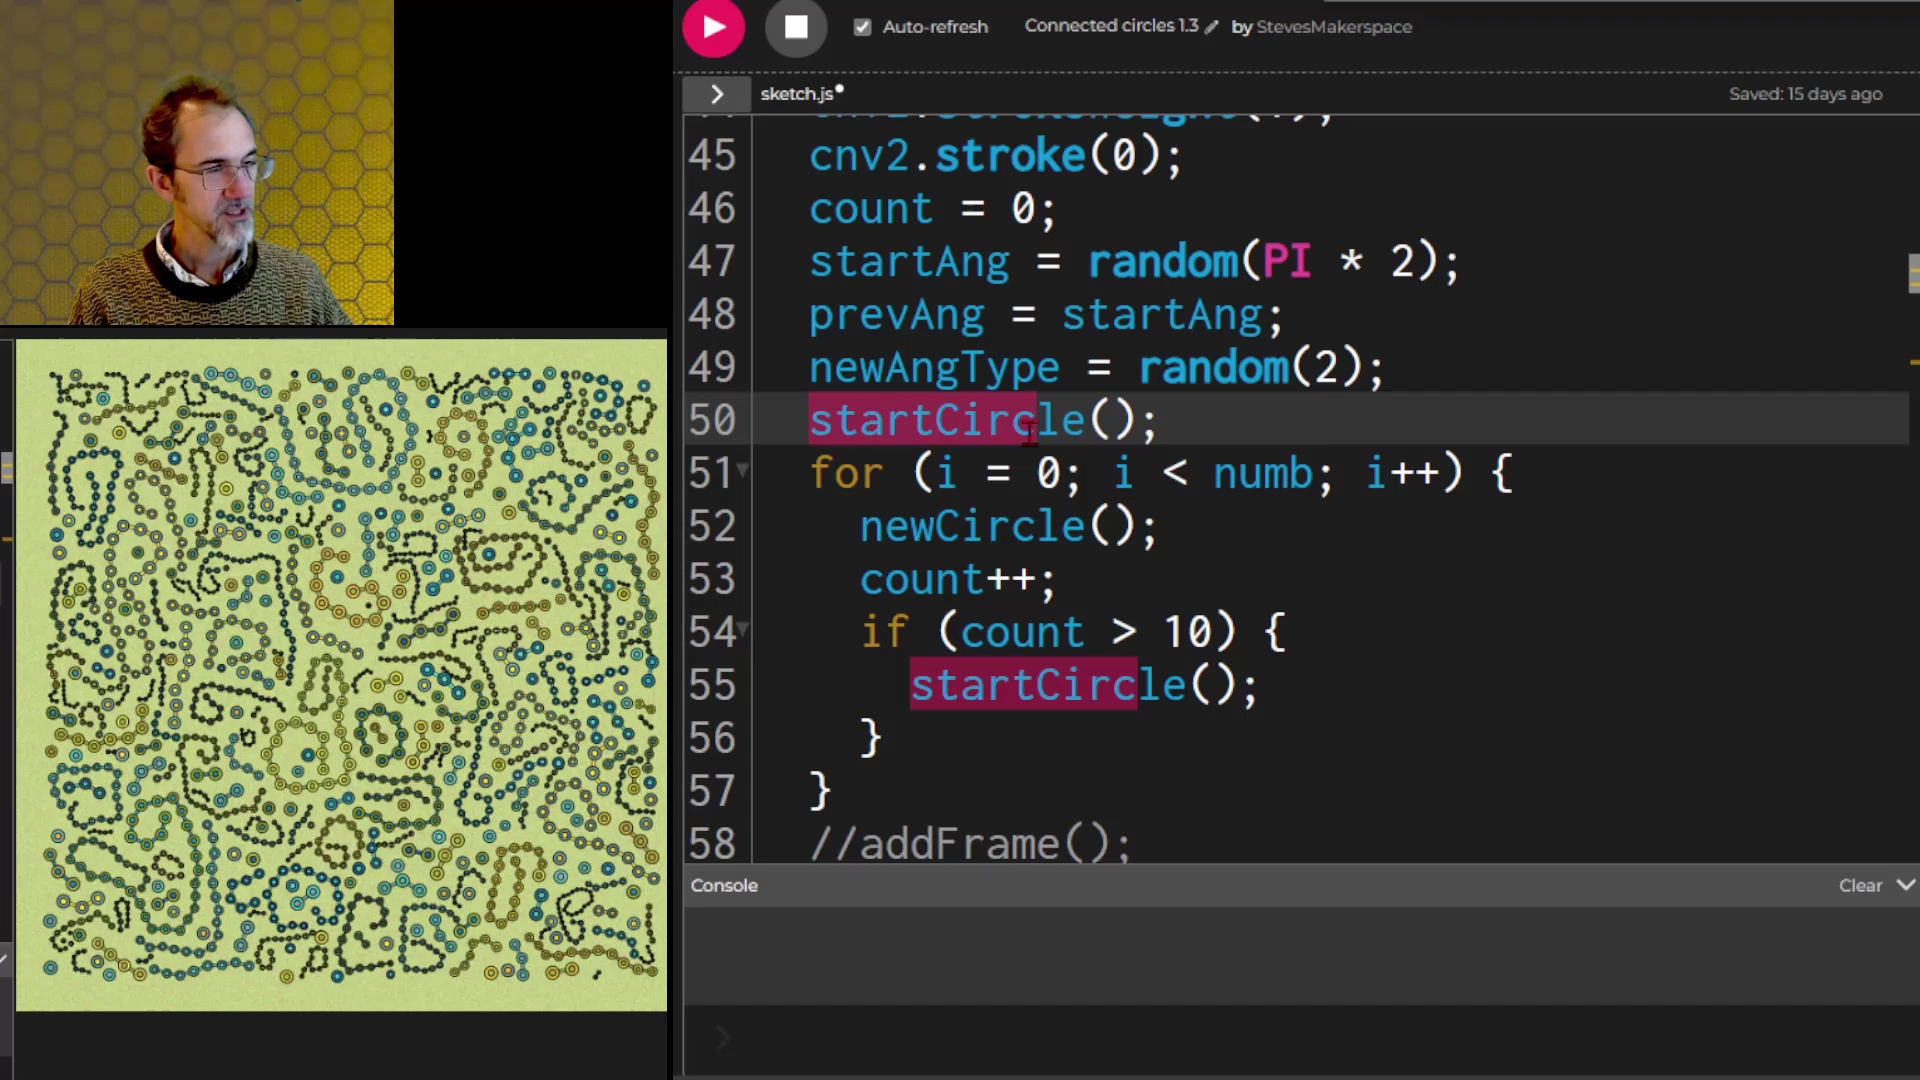 Auto-refresh
Connected circles 1.3
by StevesMakerspace
sketch.js
Saved: 15 days ago
45 cnv2.stroke(0);
46 count = 0;
47 startAng = random(PI * 2);
48 prevAng = startAng;
49 newAngType = random(2);
50 startCircle();
51 for (i = 0; i < numb; i++) {
52 newCircle();
53 count++;
54 if (count > 10) {
55 startCircle();
56 }
57 }
58 //addFrame();
Console
Clear